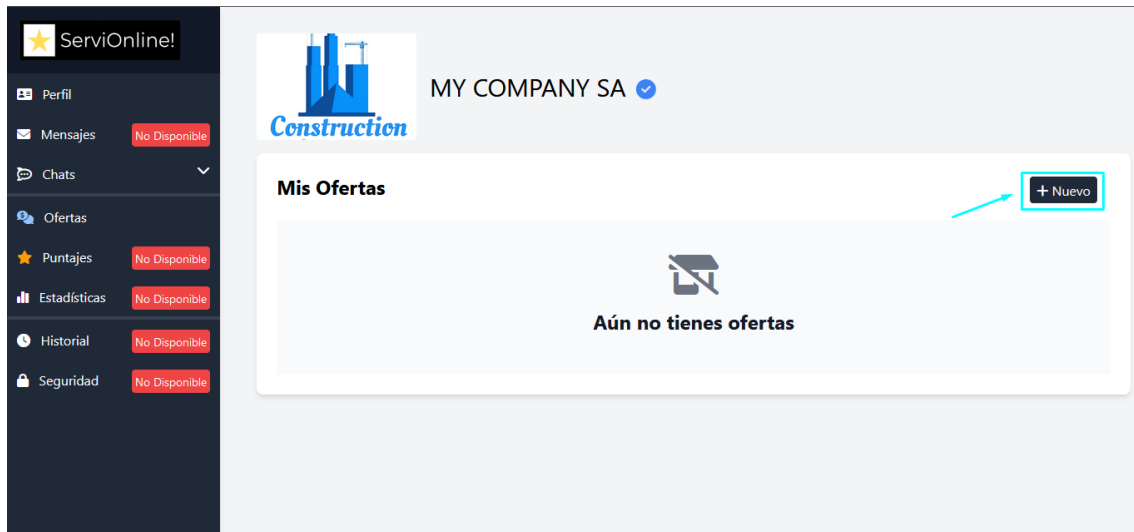 ServiOnline!
Perfil
Mensajes No Disponible
Chats
Ofertas
Puntajes No Disponible
Estadísticas No Disponible
Historial No Disponible
Seguridad No Disponible
Construction
MY COMPANY SA
Mis Ofertas
+ Nuevo
Aún no tienes ofertas